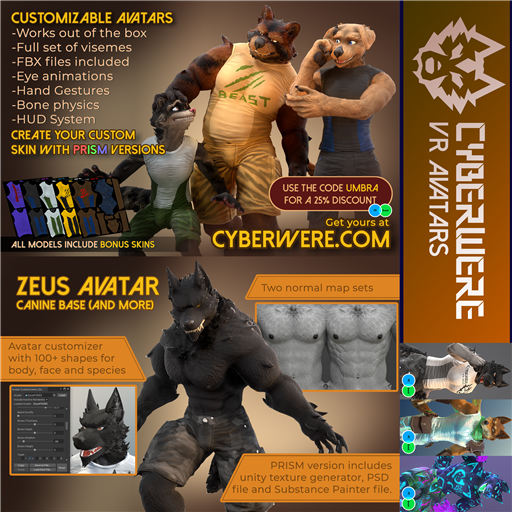 CUSTOMIZABLE AVATARS
-Works out of the box
-Full set of visemes
-FBX files included
-Eye animations
-Hand Gestures
-Bone physics
-HUD System
CREATE YOUR CUSTOM
SKIN WITH PRISM VERSIONS
ALL MODELS INCLUDE BONUS SKINS
BEAST
USE THE CODE UMBRA
FOR A 25% DISCOUNT
Get yours at
CYBERWERE.COM
CYBERWERE
VR AVATARS
ZEUS AVATAR
CANINE BASE (AND MORE)
Two normal map sets
Avatar customizer
with 100+ shapes for
body, face and species
PRISM version includes
unity texture generator, PSD
file and Substance Painter file.